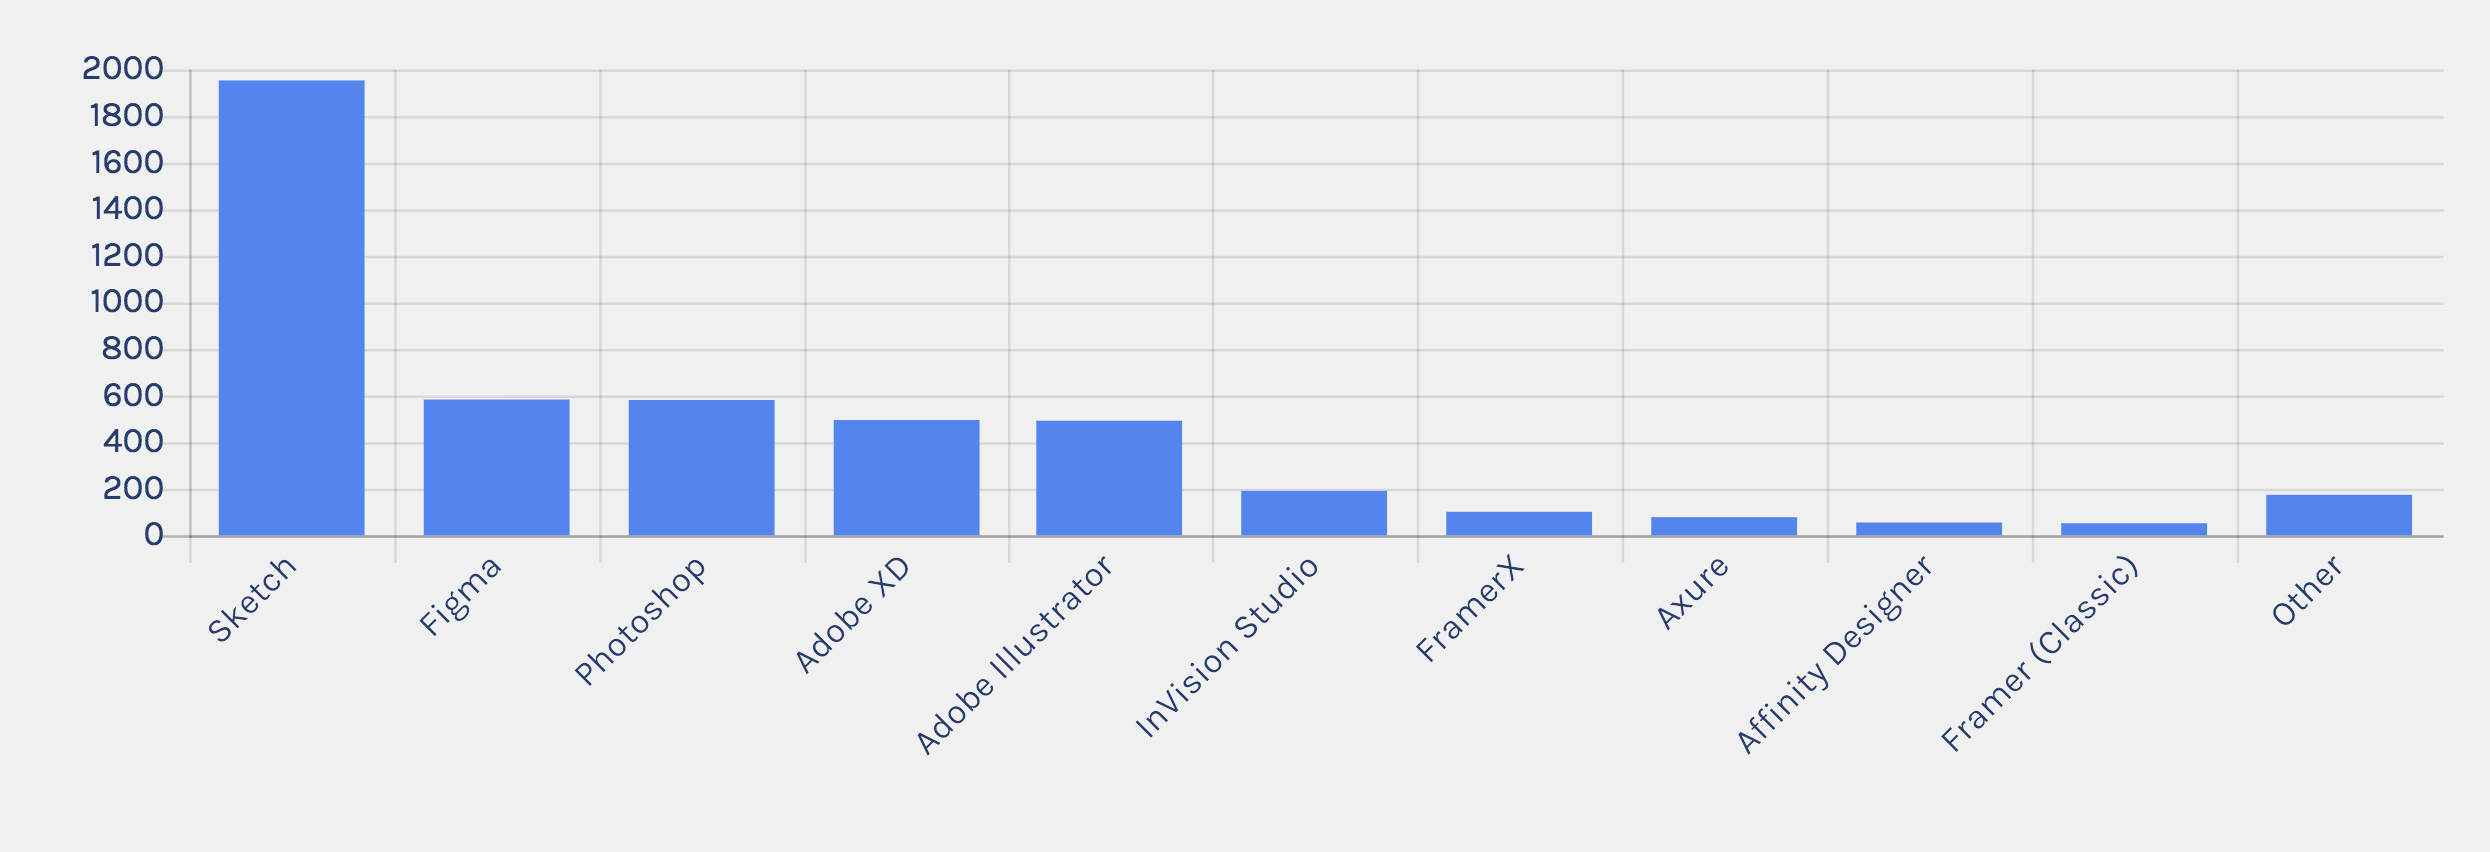 2000
1800
1600
1400
1200
1000
800
600
400
200
0
Sketch
Figma
Photoshop
Adobe XD
Adobe Illlustrator
InVision Studio
FramerX
Axure
Affinity Designer
Framer (Classic)
Other